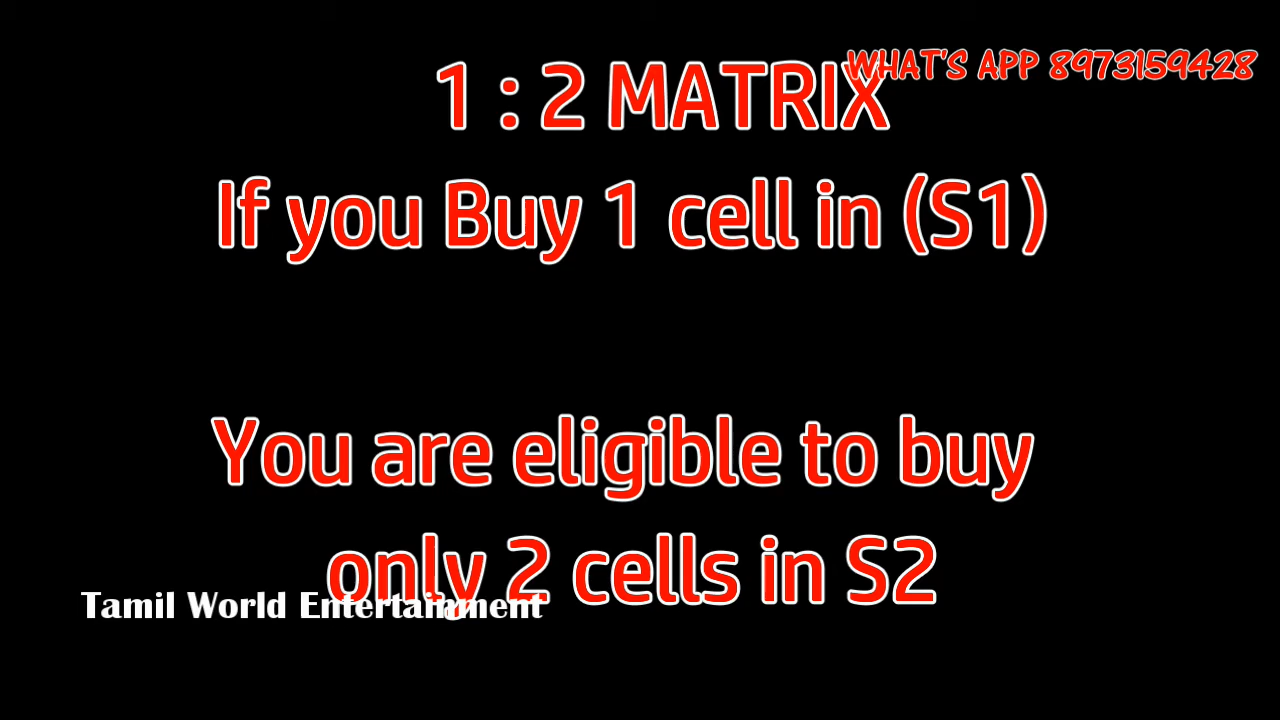 WHAT'S APP 8973159428
1 : 2 MATRIX
If you Buy 1 cell in (S1)
You are eligible to buy
only 2 cells in S2
Tamil World Entertainment